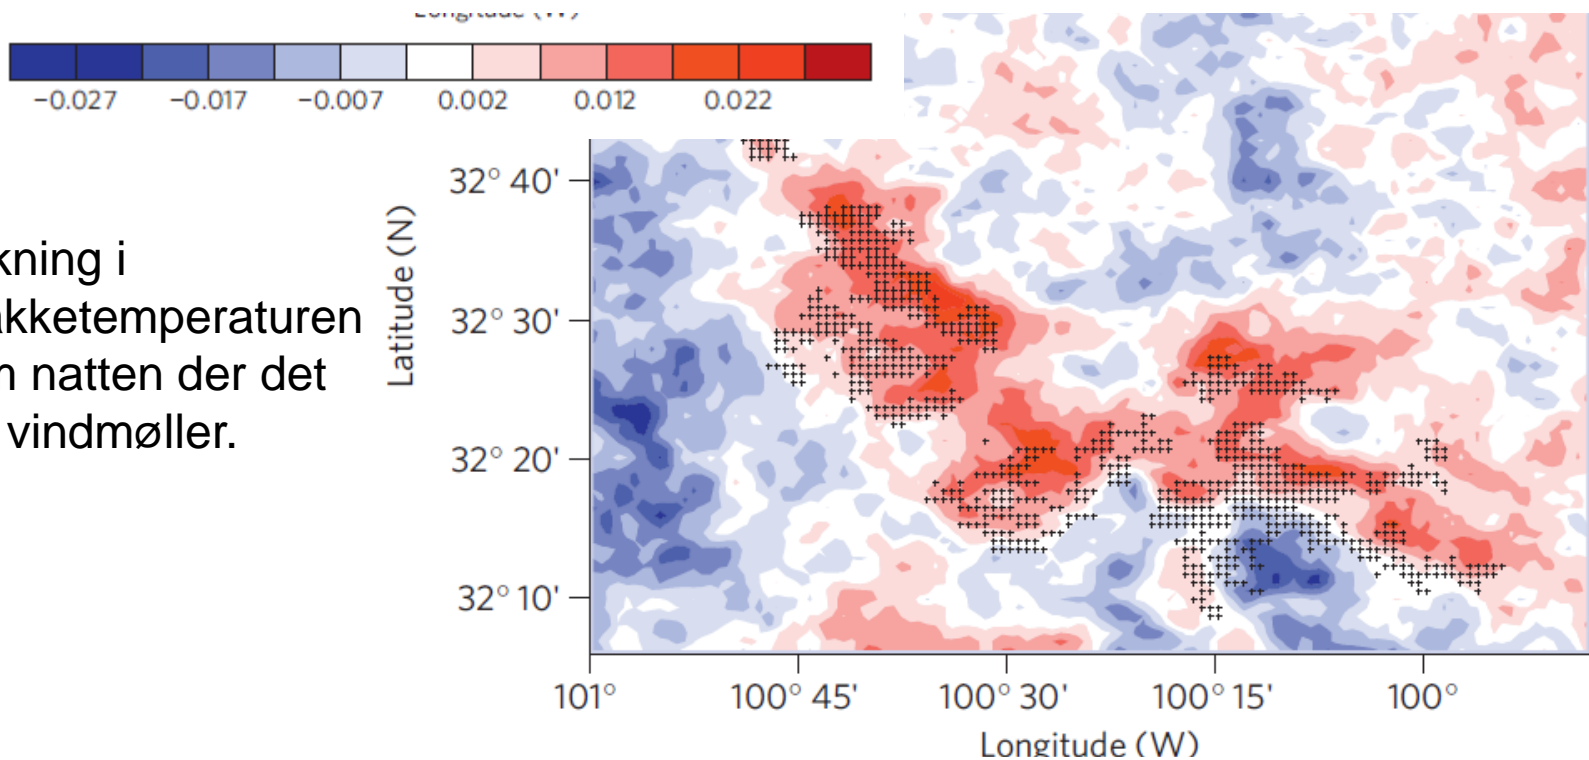 Longitude (W)
−0.027 −0.017 −0.007 0.002 0.012 0.022
kning i
akketemperaturen
natten der det
vindmøller.
Latitude (N)
32° 40'
32° 30'
32° 20'
32° 10'
101° 100° 45' 100° 30' 100° 15' 100°
Longitude (W)